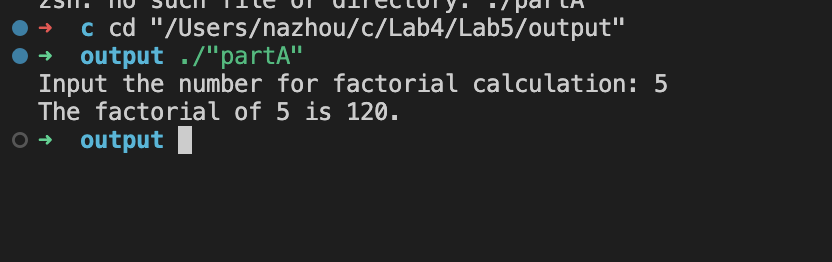 zsh: no such file or directory: ./partA
➜ c cd "/Users/nazhou/c/Lab4/Lab5/output"
➜ output ./"partA"
Input the number for factorial calculation: 5
The factorial of 5 is 120.
➜ output